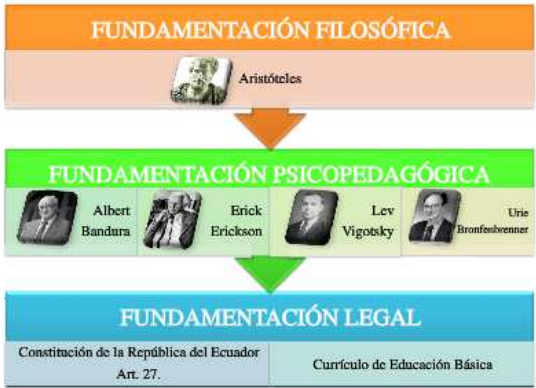 FUNDAMENTACIÓN FILOSÓFICA
Aristóteles
FUNDAMENTACIÓN PSICOPEDAGÓGICA
Albert
Bandura
Erick
Erickson
Lev
Vigotsky
Urie
Bronfenbrenner
FUNDAMENTACIÓN LEGAL
Constitución de la República del Ecuador
Art. 27.
Currículo de Educación Básica